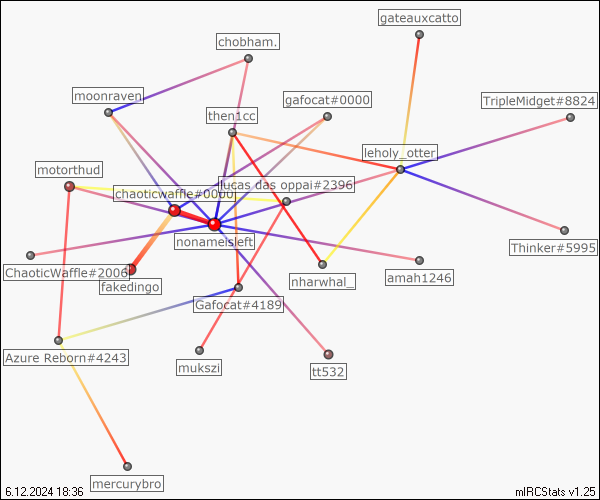 gateauxcatto
chobham.
moonraven
gafocat#0000
TripleMidget#8824
then1cc
leholy_otter
motorthud
lucas das oppai#2396
chaoticwaffle#0000
nonameisleft
Thinker#5995
ChaoticWaffle#2006
fakedingo
nharwhal_
amah1246
Gafocat#4189
Azure Reborn#4243
mukszi
tt532
mercurybro
6.12.2024 18:36
mIRCStats v1.25